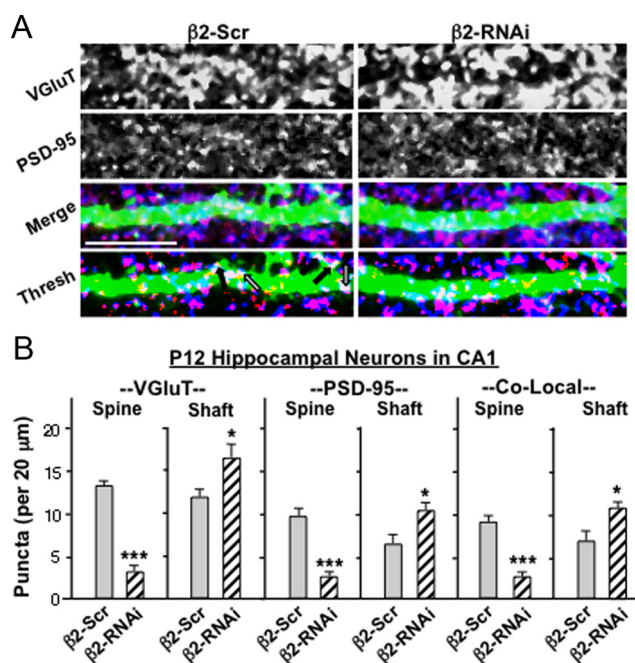 A
β2-Scr β2-RNAi
VGluT
PSD-95
Merge
Thresh
B
P12 Hippocampal Neurons in CA1
--VGluT-- --PSD-95-- --Co-Local--
Spine Shaft Spine Shaft Spine Shaft
Puncta (per 20 μm)
20
15
10
5
0
*** * *** * *** *
β2-Scr β2-RNAi β2-Scr β2-RNAi β2-Scr β2-RNAi β2-Scr β2-RNAi β2-Scr β2-RNAi β2-Scr β2-RNAi